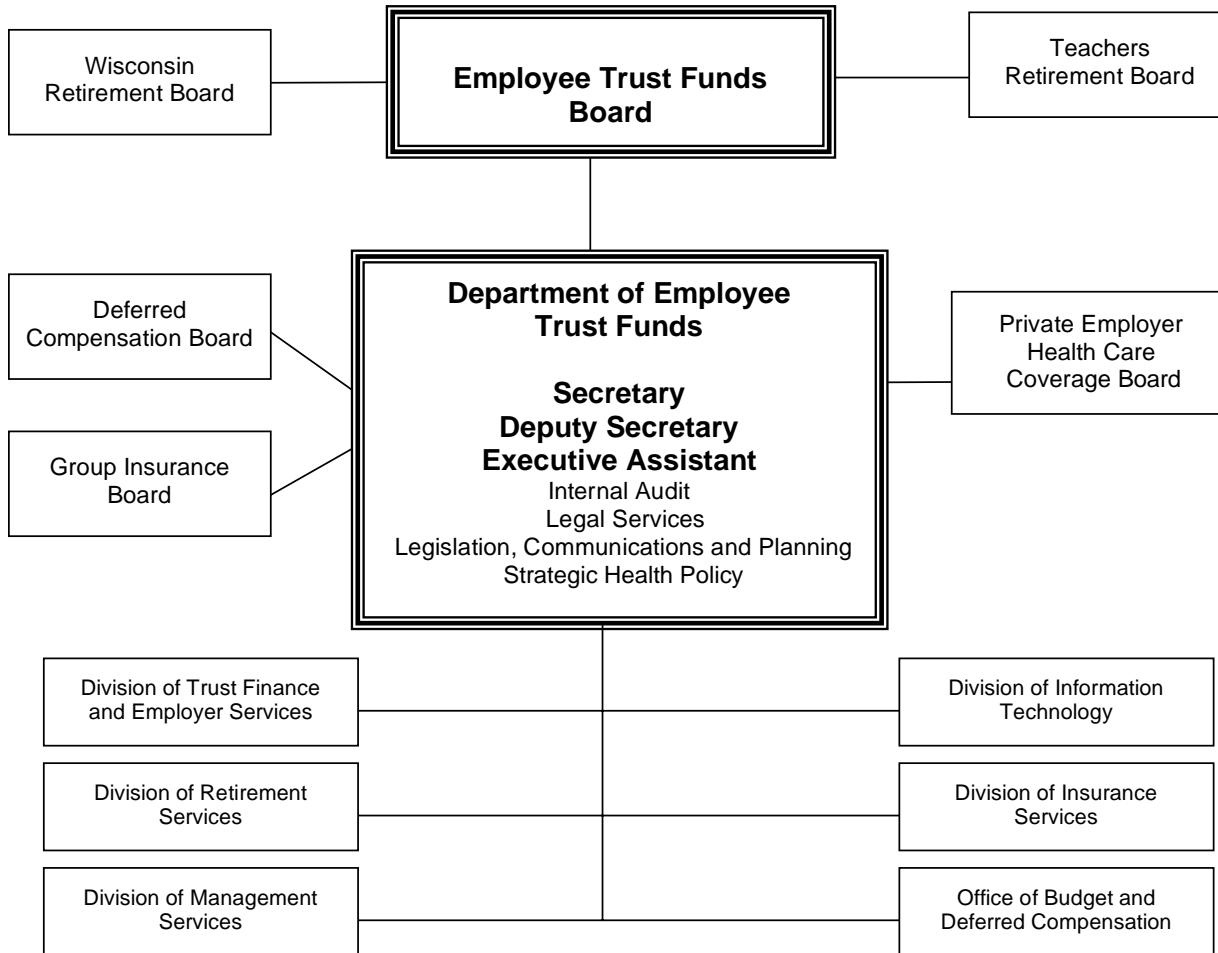 Wisconsin
Retirement Board
Employee Trust Funds
Board
Teachers
Retirement Board
Deferred
Compensation Board
Group Insurance
Board
Department of Employee
Trust Funds
Secretary
Deputy Secretary
Executive Assistant
Internal Audit
Legal Services
Legislation, Communications and Planning
Strategic Health Policy
Private Employer
Health Care
Coverage Board
Division of Trust Finance
and Employer Services
Division of Information
Technology
Division of Retirement
Services
Division of Insurance
Services
Division of Management
Services
Office of Budget and
Deferred Compensation